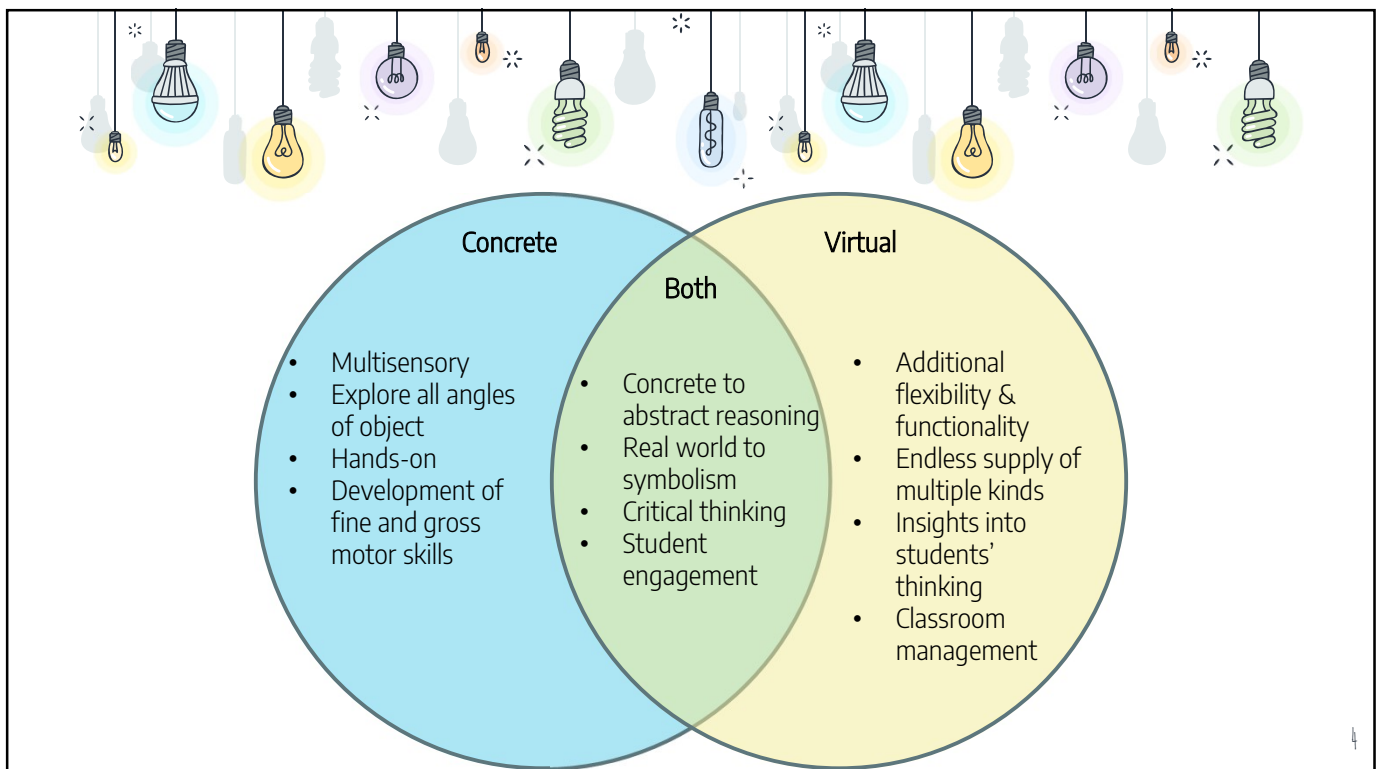 Concrete
Virtual
Both
• Multisensory
• Explore all angles
of object
• Hands-on
• Development of
fine and gross
motor skills
• Concrete to
abstract reasoning
• Real world to
symbolism
• Critical thinking
• Student
engagement
• Additional
flexibility &
functionality
• Endless supply of
multiple kinds
• Insights into
students’
thinking
• Classroom
management
4